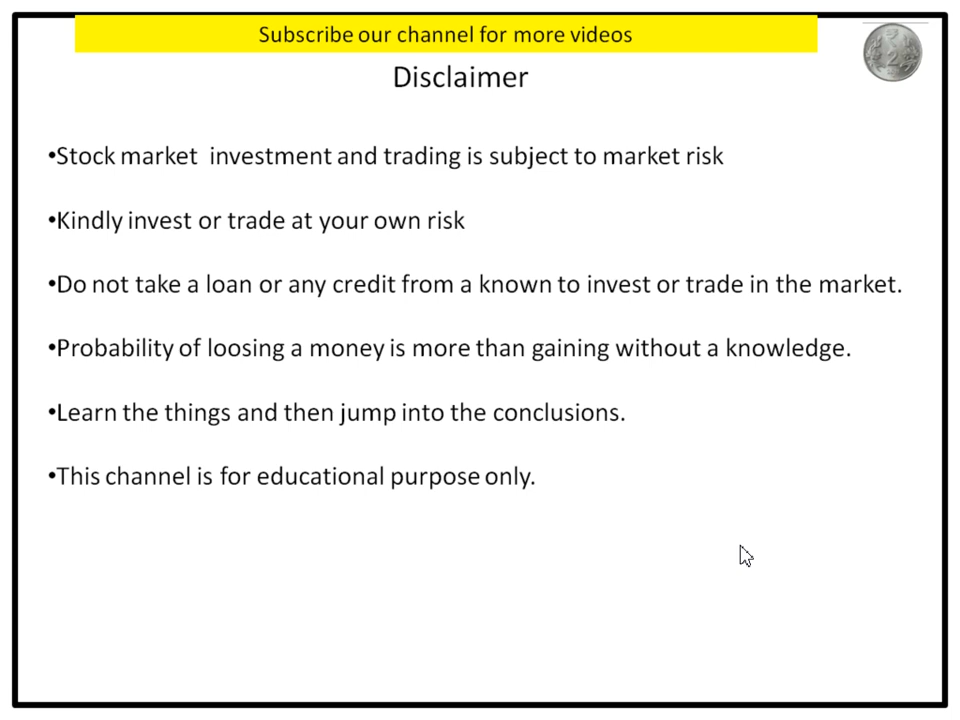 Subscribe our channel for more videos
Disclaimer
•Stock market  investment and trading is subject to market risk
•Kindly invest or trade at your own risk
•Do not take a loan or any credit from a known to invest or trade in the market.
•Probability of loosing a money is more than gaining without a knowledge.
•Learn the things and then jump into the conclusions.
•This channel is for educational purpose only.
2